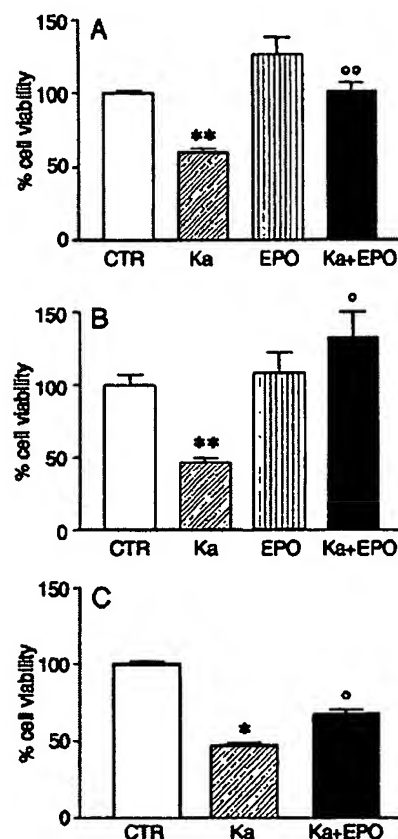 A
% cell viability
150
100
50
0
**
°°
CTR Ka EPO Ka+EPO
B
% cell viability
150
100
50
0
**
°
CTR Ka EPO Ka+EPO
C
% cell viability
150
100
50
0
*
°
CTR Ka Ka+EPO